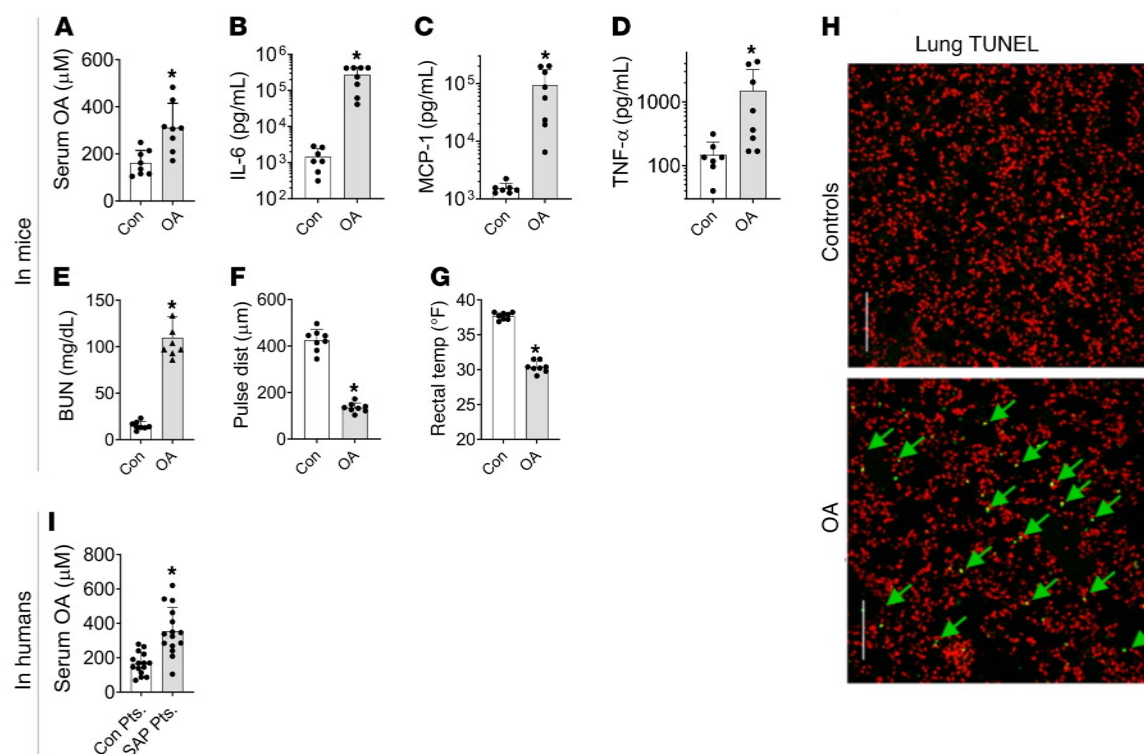 In mice
A
Serum OA (μM)
600
400
200
0
*
Con
OA
B
IL-6 (pg/mL)
10⁶
10⁵
10⁴
10³
10²
*
Con
OA
C
MCP-1 (pg/mL)
10⁵
10⁴
10³
*
Con
OA
D
TNF-α (pg/mL)
1000
100
*
Con
OA
E
BUN (mg/dL)
150
100
50
0
*
Con
OA
F
Pulse dist (μm)
600
400
200
0
*
Con
OA
G
Rectal temp (°F)
40
35
30
25
20
*
Con
OA
H
Lung TUNEL
Controls
OA
In humans
I
Serum OA (μM)
800
600
400
200
0
*
Con Pts.
SAP Pts.